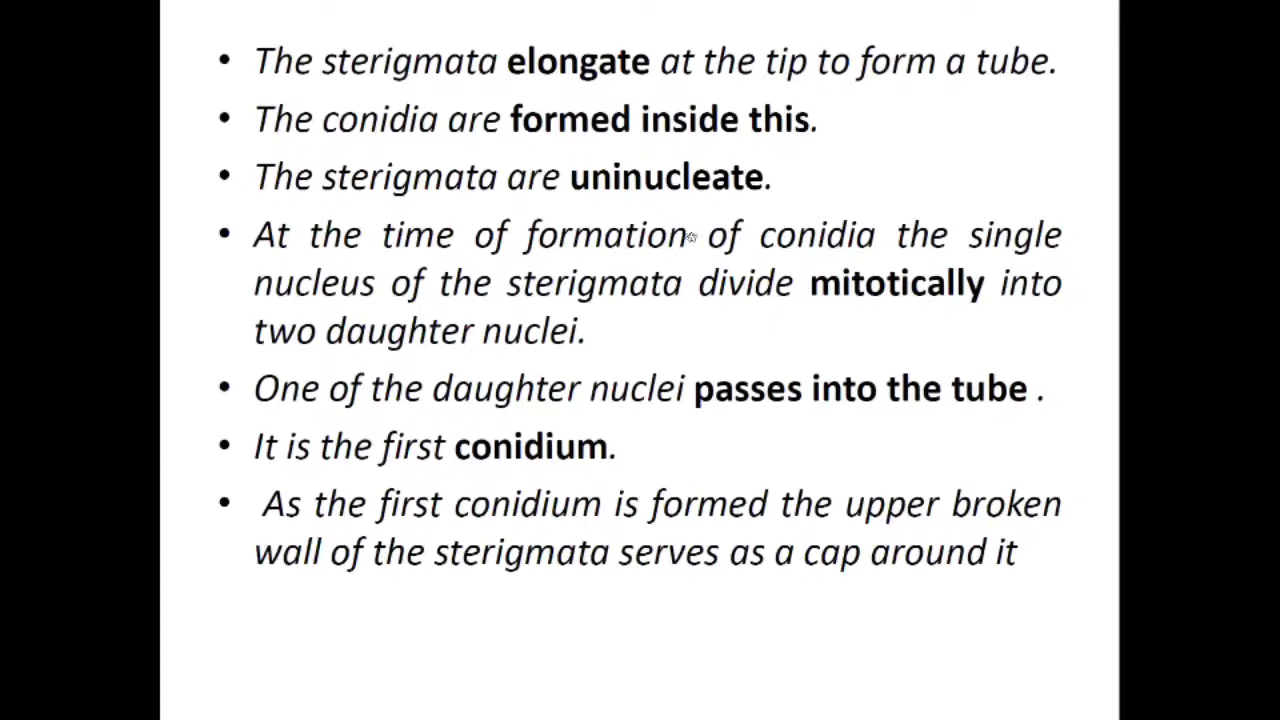 • The sterigmata elongate at the tip to form a tube.
• The conidia are formed inside this.
• The sterigmata are uninucleate.
• At the time of formation of conidia the single
nucleus of the sterigmata divide mitotically into
two daughter nuclei.
• One of the daughter nuclei passes into the tube .
• It is the first conidium.
• As the first conidium is formed the upper broken
wall of the sterigmata serves as a cap around it